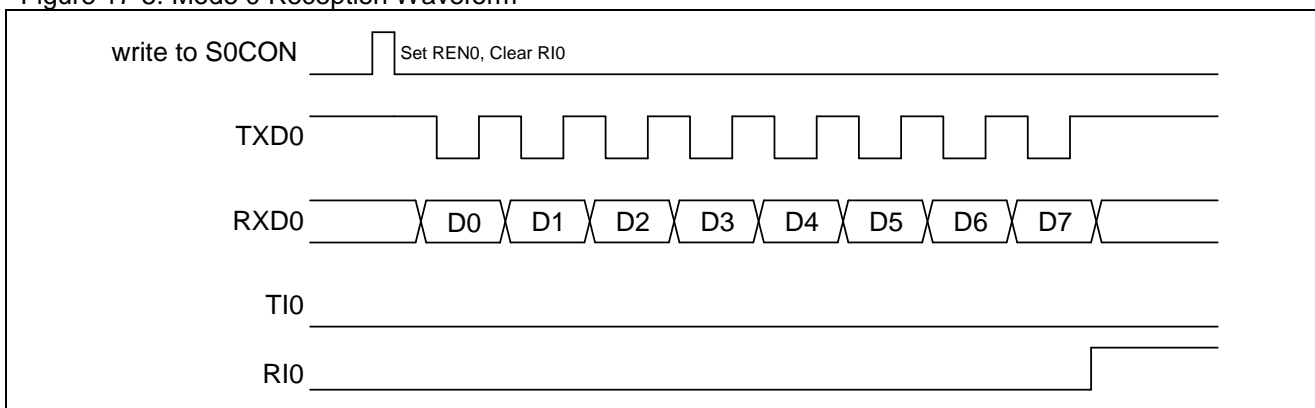 write to S0CON
Set REN0, Clear RI0
TXD0
RXD0
D0 D1 D2 D3 D4 D5 D6 D7
TI0
RI0